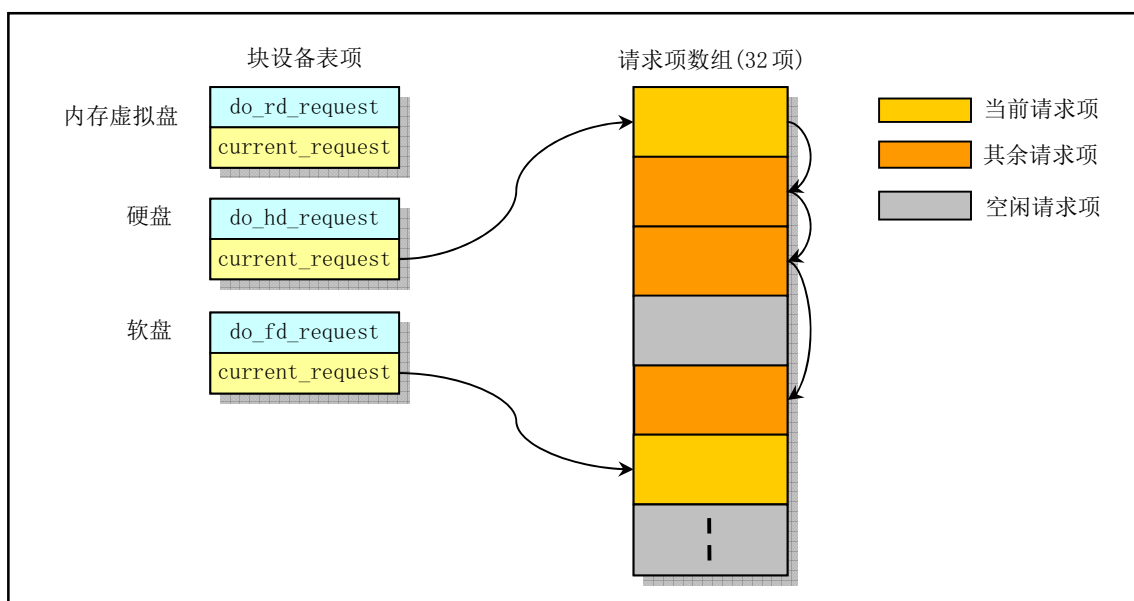 块设备表项
请求项数组(32项)
内存虚拟盘
do_rd_request
current_request
硬盘
do_hd_request
current_request
软盘
do_fd_request
current_request
当前请求项
其余请求项
空闲请求项